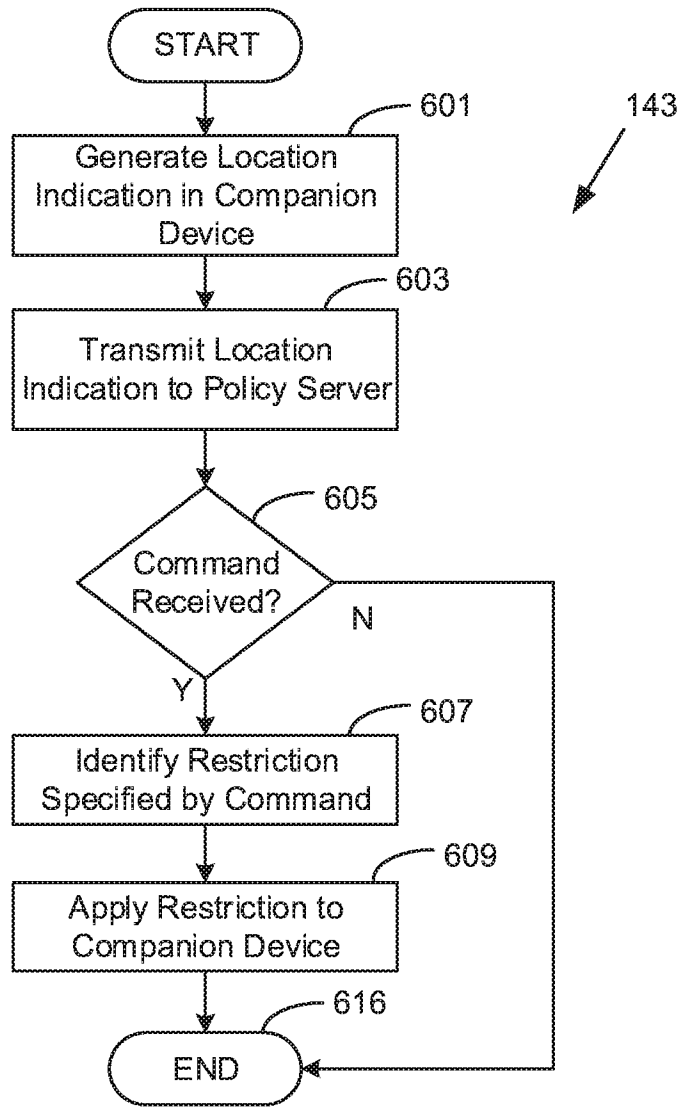 START
601
143
Generate Location
Indication in Companion
Device
603
Transmit Location
Indication to Policy Server
605
Command
Received?
N
Y
607
Identify Restriction
Specified by Command
609
Apply Restriction to
Companion Device
616
END